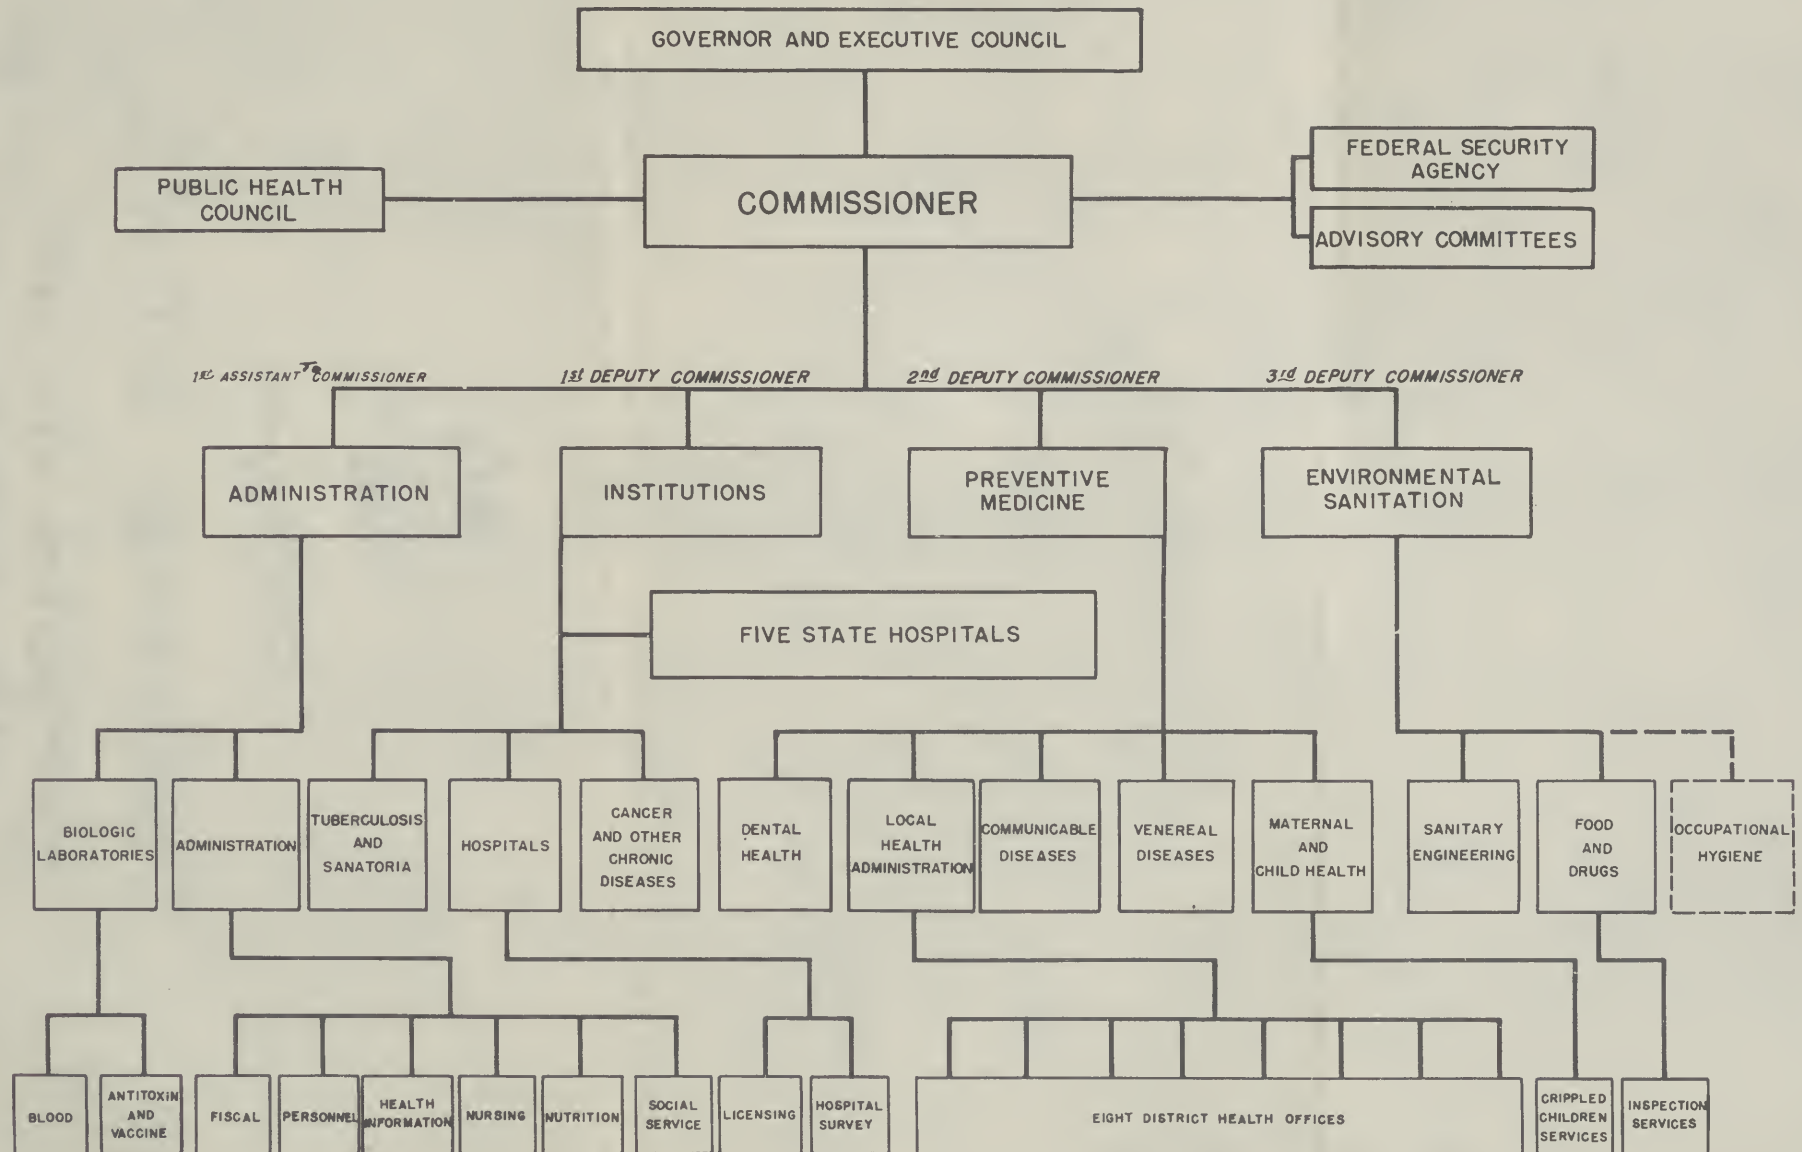 GOVERNOR AND EXECUTIVE COUNCIL
PUBLIC HEALTH
COUNCIL
COMMISSIONER
FEDERAL SECURITY
AGENCY
ADVISORY COMMITTEES
1st ASSISTANT To COMMISSIONER
1st DEPUTY COMMISSIONER
2nd DEPUTY COMMISSIONER
3rd DEPUTY COMMISSIONER
ADMINISTRATION
INSTITUTIONS
PREVENTIVE
MEDICINE
ENVIRONMENTAL
SANITATION
FIVE STATE HOSPITALS
BIOLOGIC
LABORATORIES
ADMINISTRATION
TUBERCULOSIS
AND
SANATORIA
HOSPITALS
CANCER
AND OTHER
CHRONIC
DISEASES
DENTAL
HEALTH
LOCAL
HEALTH
ADMINISTRATION
COMMUNICABLE
DISEASES
VENEREAL
DISEASES
MATERNAL
AND
CHILD HEALTH
SANITARY
ENGINEERING
FOOD
AND
DRUGS
OCCUPATIONAL
HYGIENE
BLOOD
ANTITOXIN
AND
VACCINE
FISCAL
PERSONNEL
HEALTH
INFORMATION
NURSING
NUTRITION
SOCIAL
SERVICE
LICENSING
HOSPITAL
SURVEY
EIGHT DISTRICT HEALTH OFFICES
CRIPPLED
CHILDREN
SERVICES
INSPECTION
SERVICES